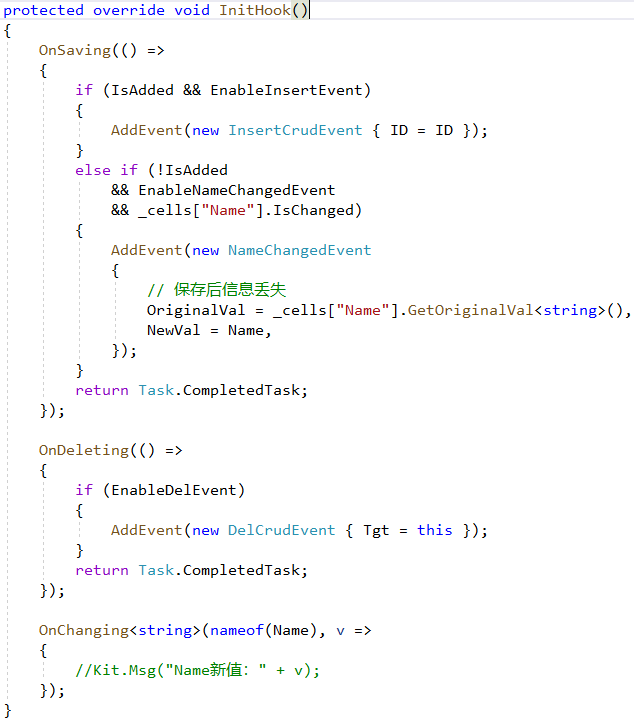 protected override void InitHook()
{
    OnSaving(() =>
    {
        if (IsAdded && EnableInsertEvent)
        {
            AddEvent(new InsertCrudEvent { ID = ID });
        }
        else if (!IsAdded
            && EnableNameChangedEvent
            && _cells["Name"].IsChanged)
        {
            AddEvent(new NameChangedEvent
            {
                // 保存后信息丢失
                OriginalVal = _cells["Name"].GetOriginalVal<string>(),
                NewVal = Name,
            });
        }
        return Task.CompletedTask;
    });

    OnDeleting(() =>
    {
        if (EnableDelEvent)
        {
            AddEvent(new DelCrudEvent { Tgt = this });
        }
        return Task.CompletedTask;
    });

    OnChanging<string>(nameof(Name), v =>
    {
        //Kit.Msg("Name新值：" + v);
    });
}